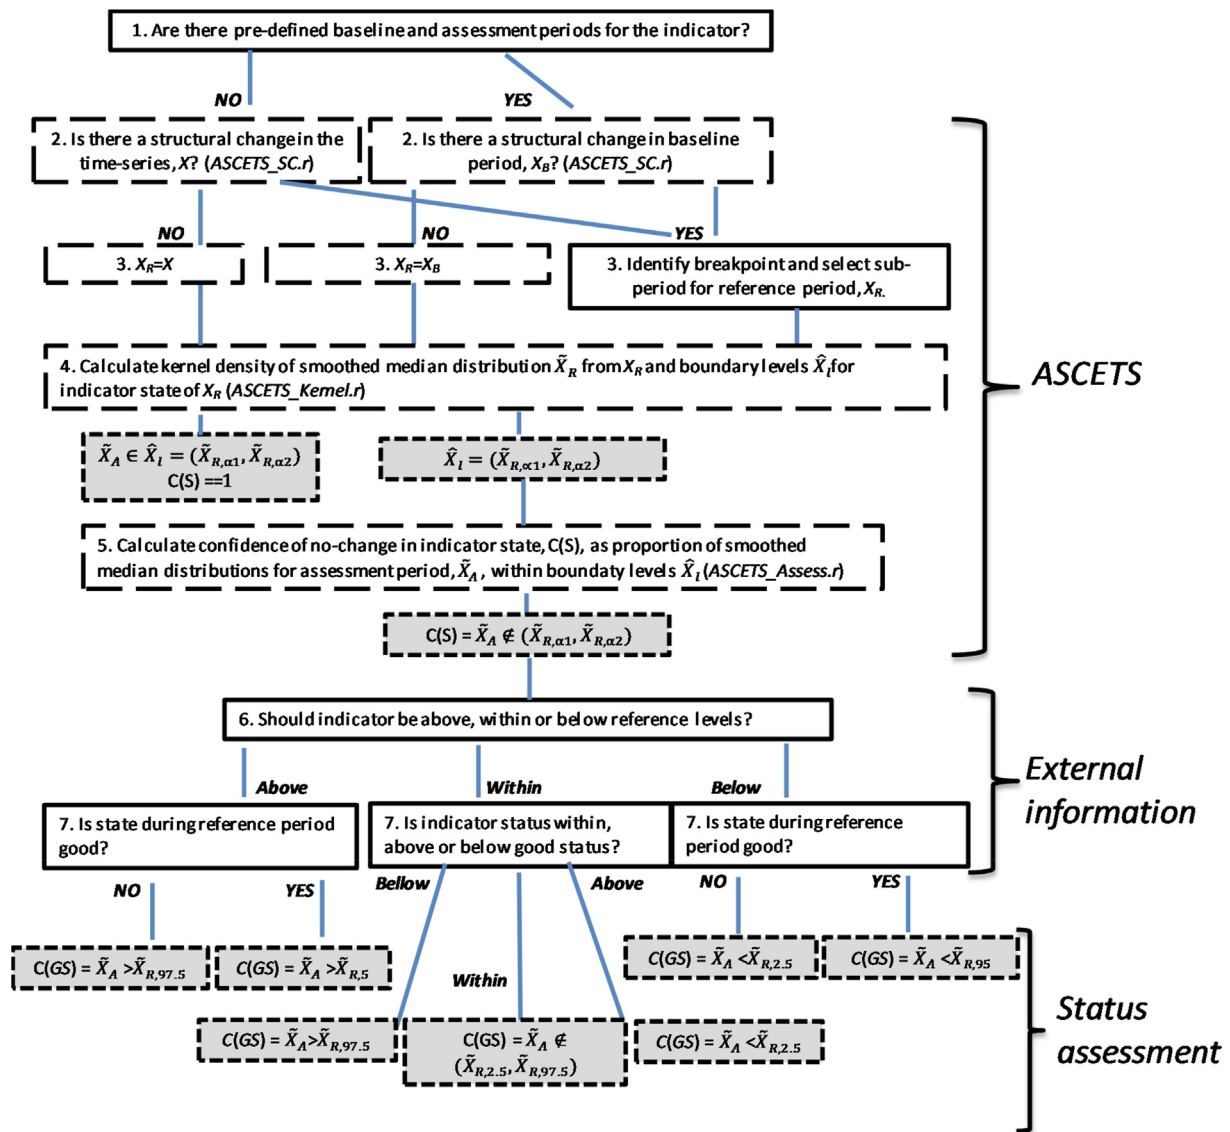 1. Are there pre-defined baseline and assessment periods for the indicator?
NO
YES
2. Is there a structural change in the
time-series, X? (ASCETS_SC.r)
2. Is there a structural change in baseline
period, X_B? (ASCETS_SC.r)
NO
NO
YES
3. X_R=X
3. X_R=X_B
3. Identify breakpoint and select sub-
period for reference period, X_R.
4. Calculate kernel density of smoothed median distribution X̃_R from X_R and boundary levels X̂_l for
indicator state of X_R (ASCETS_Kernel.r)
X̃_A ∈ X̂_l = (X̃_R,α1, X̃_R,α2)
C(S) ==1
X̂_l = (X̃_R,∝1, X̃_R,α2)
5. Calculate confidence of no-change in indicator state, C(S), as proportion of smoothed
median distributions for assessment period, X̃_A, within boundaty levels X̂_l (ASCETS_Assess.r)
C(S) = X̃_A ∉ (X̃_R,α1, X̃_R,α2)
ASCETS
6. Should indicator be above, within or below reference levels?
Above
Within
Below
External
information
7. Is state during reference period
good?
7. Is indicator status within,
above or below good status?
7. Is state during reference
period good?
NO
YES
Bellow
Within
Above
NO
YES
C(GS) = X̃_A >X̃_R,97.5
C(GS) = X̃_A >X̃_R,5
C(GS) = X̃_A <X̃_R,2.5
C(GS) = X̃_A <X̃_R,95
C(GS) = X̃_A>X̃_R,97.5
C(GS) = X̃_A ∉
(X̃_R,2.5, X̃_R,97.5)
C(GS) = X̃_A <X̃_R,2.5
Status
assessment